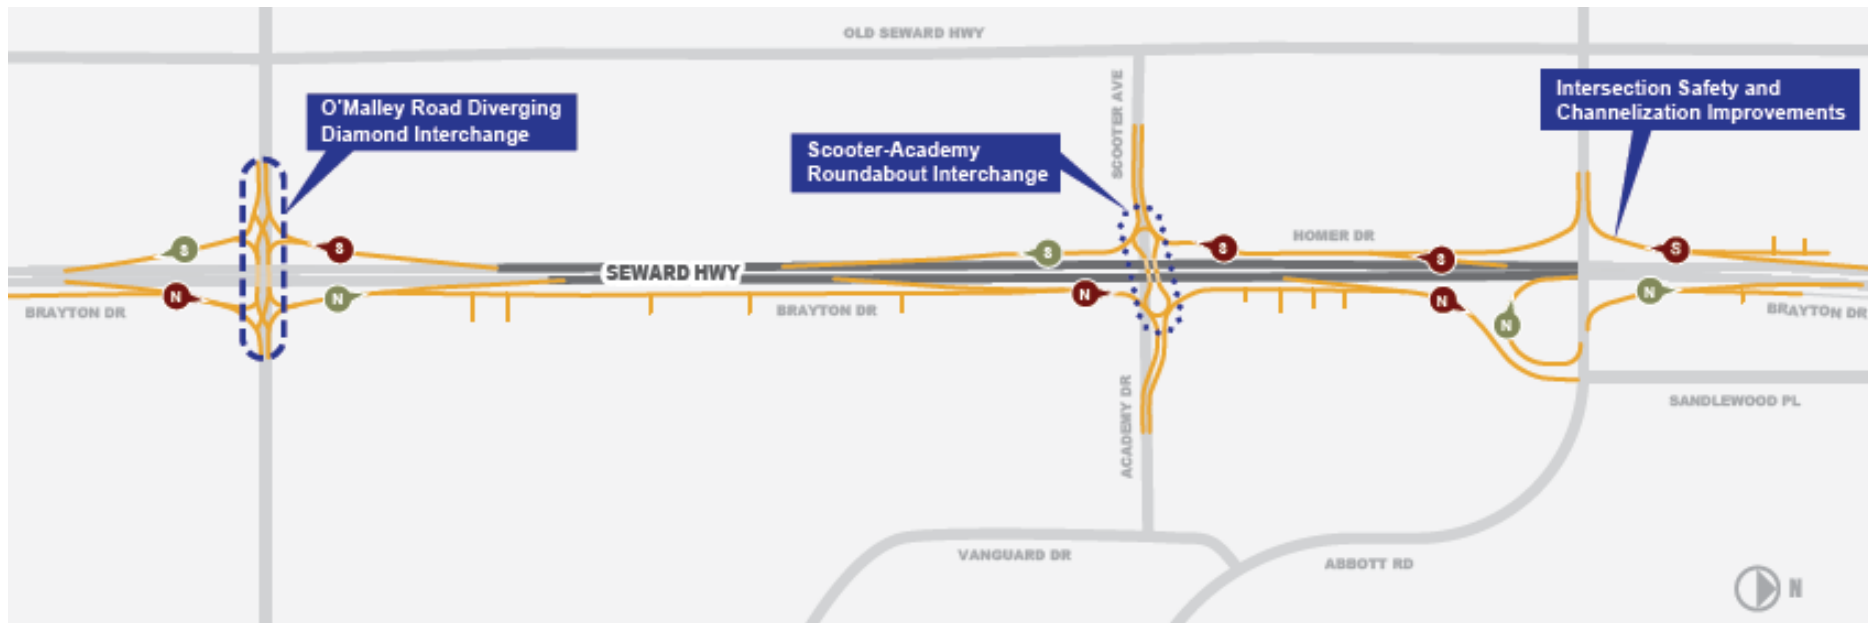 OLD SEWARD HWY
O'Malley Road Diverging
Diamond Interchange
Scooter-Academy
Roundabout Interchange
SCOOTER AVE
Intersection Safety and
Channelization Improvements
S
S
S
S
HOMER DR
S
S
SEWARD HWY
N
N
N
N
N
N
BRAYTON DR
BRAYTON DR
BRAYTON DR
ACADEMY DR
SANDLEWOOD PL
VANGUARD DR
ABBOTT RD
N